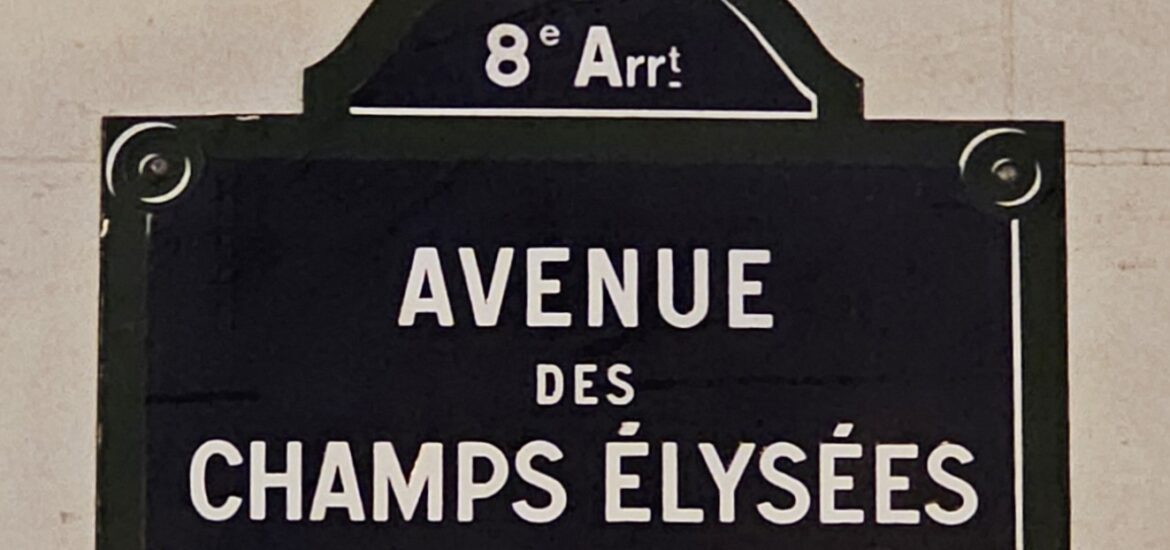 8e Arrt
AVENUE
DES
CHAMPS ÉLYSÉES